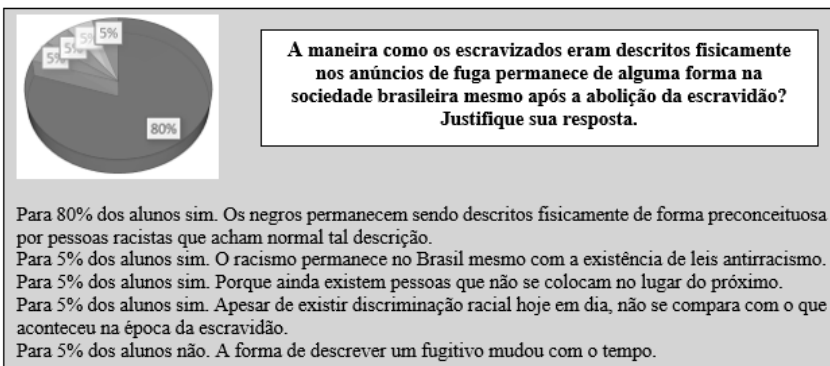 5%
5%
5%
5%
80%
A maneira como os escravizados eram descritos fisicamente
nos anúncios de fuga permanece de alguma forma na
sociedade brasileira mesmo após a abolição da escravidão?
Justifique sua resposta.
Para 80% dos alunos sim. Os negros permanecem sendo descritos físicamente de forma preconceituosa
por pessoas racistas que acham normal tal descrição.
Para 5% dos alunos sim. O racismo permanece no Brasil mesmo com a existência de leis antirracismo.
Para 5% dos alunos sim. Porque ainda existem pessoas que não se colocam no lugar do próximo.
Para 5% dos alunos sim. Apesar de existir discriminação racial hoje em dia, não se compara com o que
aconteceu na época da escravidão.
Para 5% dos alunos não. A forma de descrever um fugitivo mudou com o tempo.